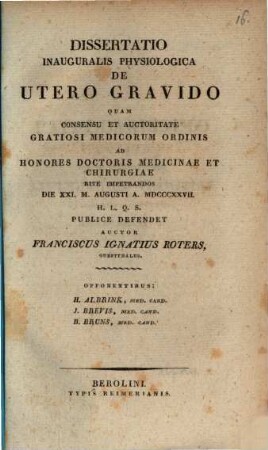 16.
DISSERTATIO
INAUGURALIS PHYSIOLOGICA
DE
UTERO GRAVIDO
QUAM
CONSENSU ET AUCTORITATE
GRATIOSI MEDICORUM ORDINIS
AD
HONORES DOCTORIS MEDICINAE ET
CHIRURGIAE
RITE IMPETRANDOS
DIE XXI. M. AUGUSTI A. MDCCCXXVII.
H. L. Q. S.
PUBLICE DEFENDET
AUCTOR
FRANCISCUS IGNATIUS ROTERS,
GUESTPHALUS.
OPPONENTIBUS:
H. ALBRINK, MED. CAND.
J. BREVIS, MED. CAND.
B. BRUNS, MED. CAND.
BEROLINI,
TYPIS REIMERIANIS.